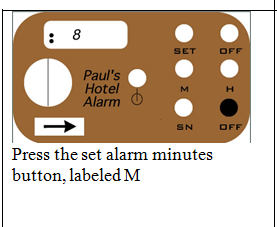 : 8
SET OFF
Paul's
Hotel
Alarm
M H
SN OFF
Press the set alarm minutes
button, labeled M